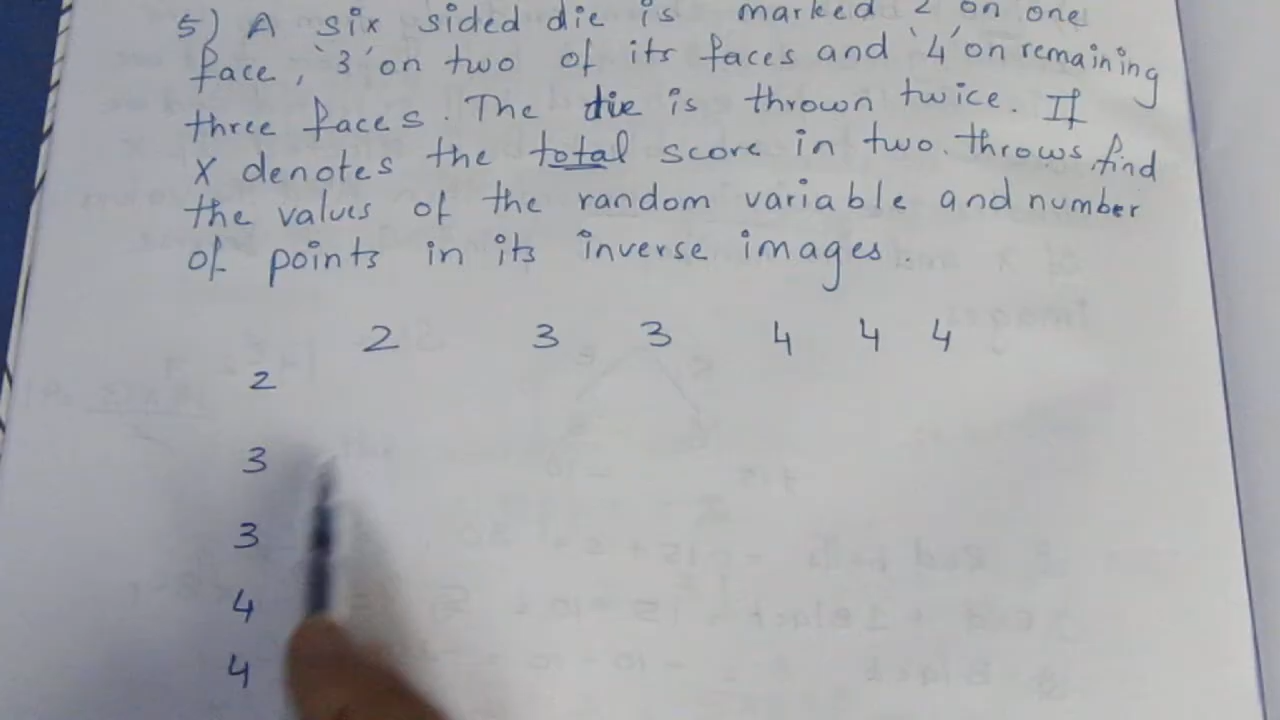 5) A six sided die is marked 2 on one
face, '3' on two of its faces and '4' on remaining
three faces. The die is thrown twice. If
X denotes the total score in two throws, find
the values of the random variable and number
of points in its inverse images.
2 3 3 4 4 4
2
3
3
4
4